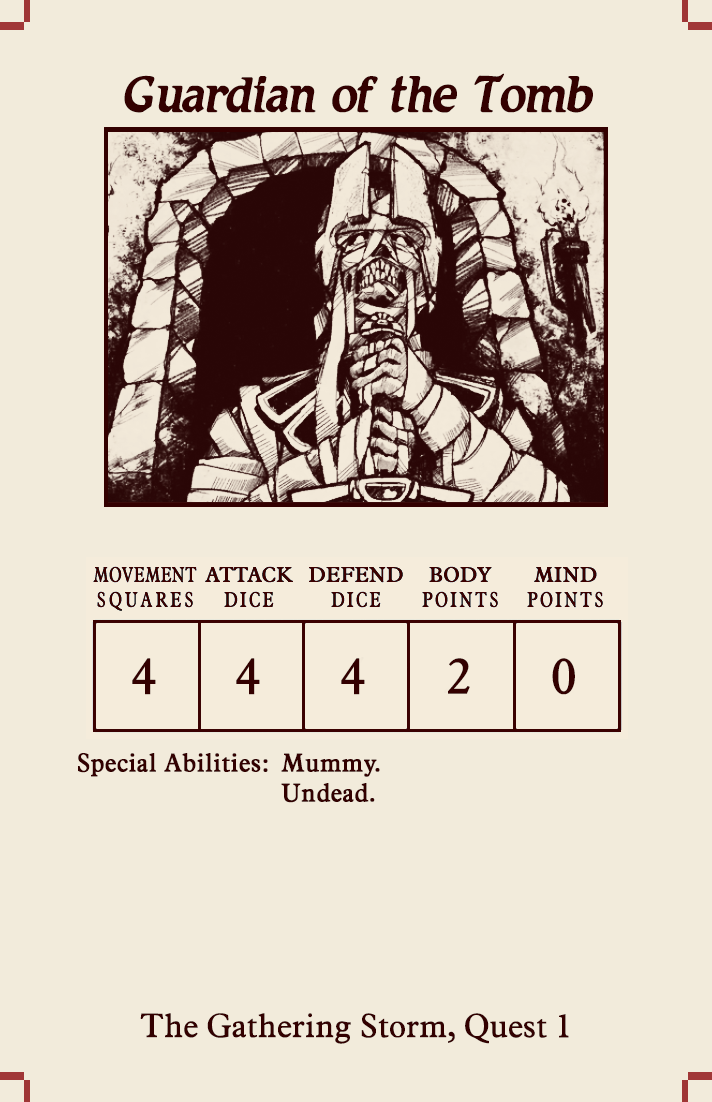 Guardian of the Tomb
MOVEMENT SQUARES ATTACK DICE DEFEND DICE BODY POINTS MIND POINTS
4 4 4 2 0
Special Abilities: Mummy.
Undead.
The Gathering Storm, Quest 1